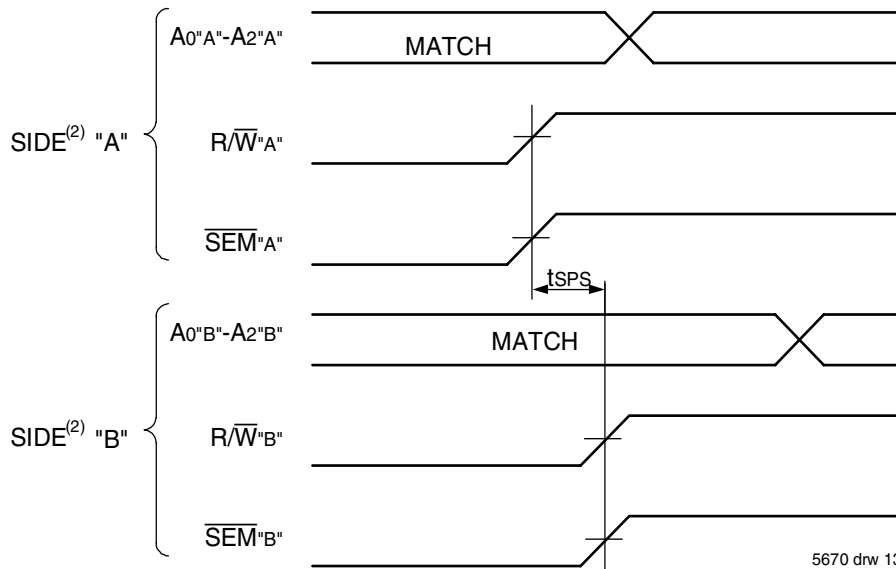 A0"A"-A2"A"
MATCH
SIDE(2) "A"
R/W"A"
SEM"A"
tSPS
A0"B"-A2"B"
MATCH
SIDE(2) "B"
R/W"B"
SEM"B"
5670 drw 13